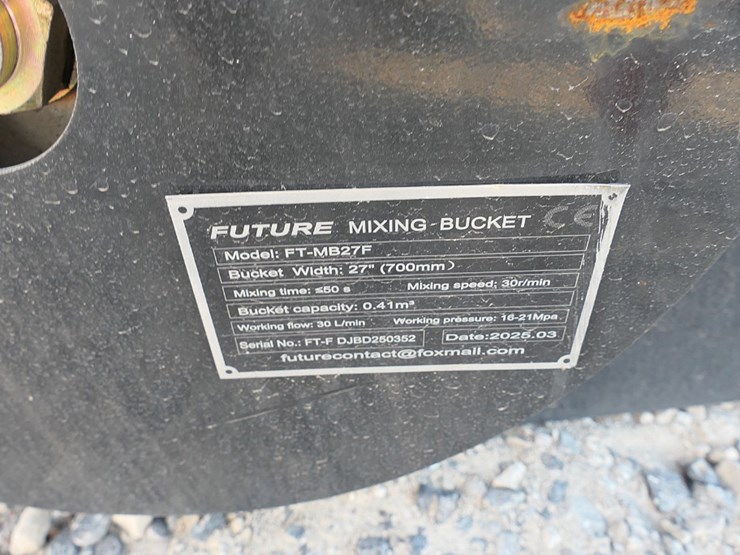 FUTURE MIXING BUCKET CE
Model: FT-MB27F
Bucket Width: 27" (700mm)
Mixing time: ≤50 s Mixing speed: 30r/min
Bucket capacity: 0.41m³
Working flow: 30 L/min Working pressure: 16-21Mpa
Serial No.: FT-F DJBD250352 Date:2025.03
futurecontact@foxmail.com